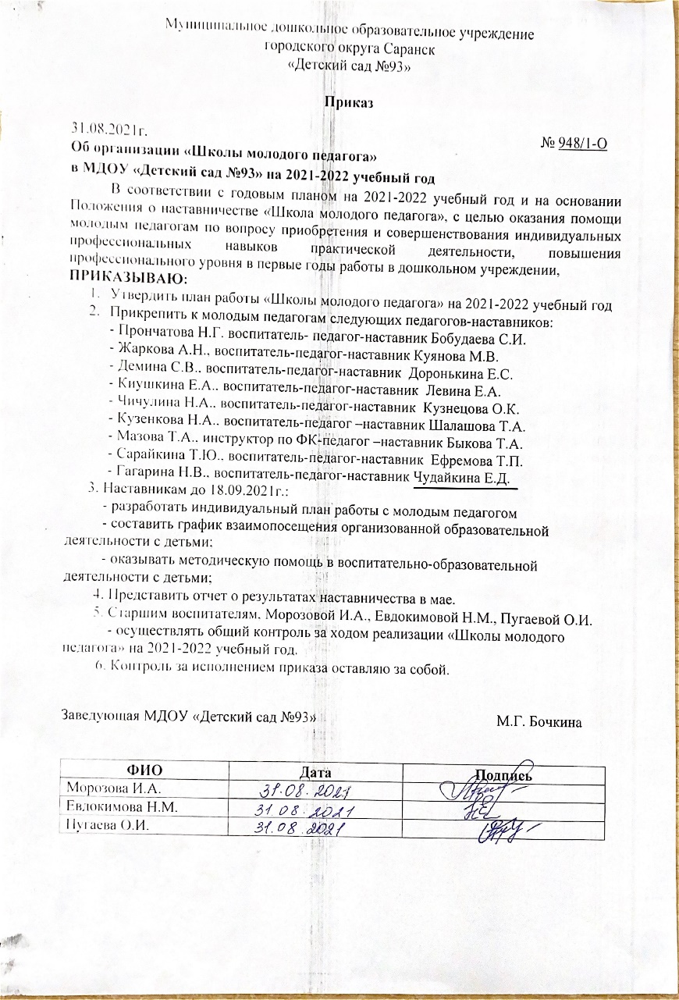 Муниципальное дошкольное образовательное учреждение
городского округа Саранск
«Детский сад №93»
Приказ
31.08.2021г.
№ 948/1-О
Об организации «Школы молодого педагога»
в МДОУ «Детский сад №93» на 2021-2022 учебный год
В соответствии с годовым планом на 2021-2022 учебный год и на основании
Положения о наставничестве «Школа молодого педагога», с целью оказания помощи
молодым педагогам по вопросу приобретения и совершенствования индивидуальных
профессиональных навыков практической деятельности, повышения
профессионального уровня в первые годы работы в дошкольном учреждении,
ПРИКАЗЫВАЮ:
1. Утвердить план работы «Школы молодого педагога» на 2021-2022 учебный год
2. Прикрепить к молодым педагогам следующих педагогов-наставников:
- Прончатова Н.Г. воспитатель- педагог-наставник Бобудаева С.И.
- Жаркова А.Н., воспитатель-педагог-наставник Куянова М.В.
- Демина С.В., воспитатель-педагог-наставник Доронькина Е.С.
- Киушкина Е.А., воспитатель-педагог-наставник Левина Е.А.
- Чичулина Н.А., воспитатель-педагог-наставник Кузнецова О.К.
- Кузенкова Н.А., воспитатель-педагог –наставник Шалашова Т.А.
- Мазова Т.А., инструктор по ФК-педагог –наставник Быкова Т.А.
- Сарайкина Т.Ю., воспитатель-педагог-наставник Ефремова Т.П.
- Гагарина Н.В., воспитатель-педагог-наставник Чудайкина Е.Д.
3. Наставникам до 18.09.2021г.:
- разработать индивидуальный план работы с молодым педагогом
- составить график взаимопосещения организованной образовательной
деятельности с детьми;
- оказывать методическую помощь в воспитательно-образовательной
деятельности с детьми;
4. Представить отчет о результатах наставничества в мае.
5. Старшим воспитателям, Морозовой И.А., Евдокимовой Н.М., Пугаевой О.И.
- осуществлять общий контроль за ходом реализации «Школы молодого
педагога» на 2021-2022 учебный год.
6. Контроль за исполнением приказа оставляю за собой.
Заведующая МДОУ «Детский сад №93» М.Г. Бочкина
ФИО Дата Подпись
Морозова И.А. 31.08.2021
Евдокимова Н.М. 31.08.2021
Пугаева О.И. 31.08.2021